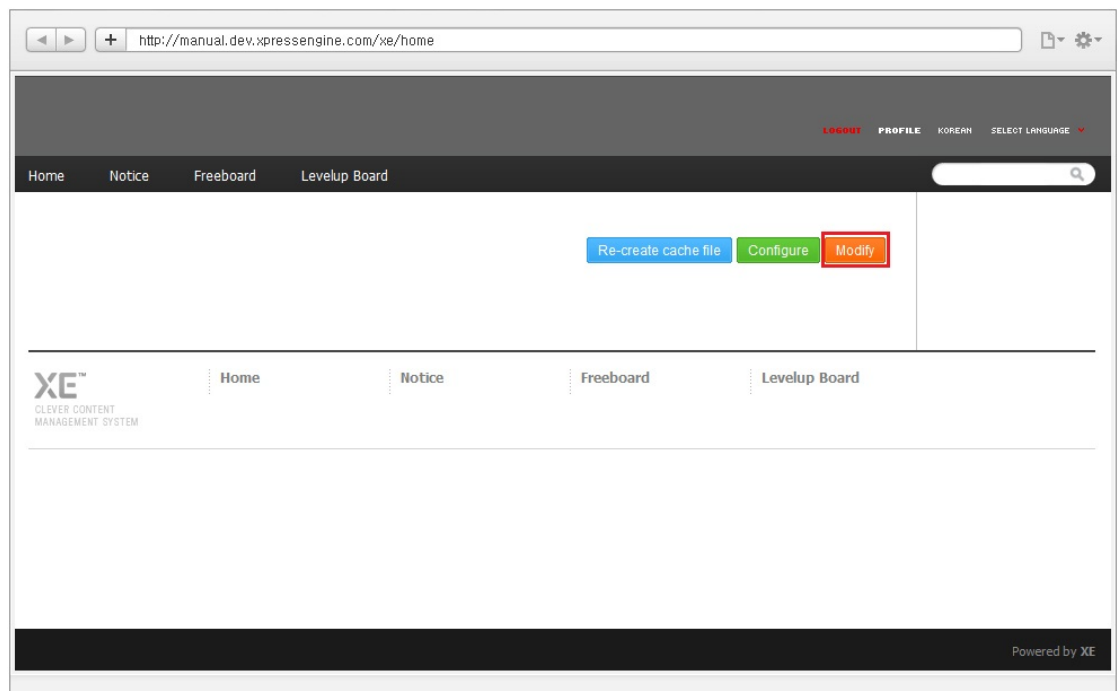 http://manual.dev.xpressengine.com/xe/home
LOGOUT PROFILE KOREAN SELECT LANGUAGE
Home Notice Freeboard Levelup Board
Re-create cache file Configure Modify
XE™ Home Notice Freeboard Levelup Board
CLEVER CONTENT
MANAGEMENT SYSTEM
Powered by XE